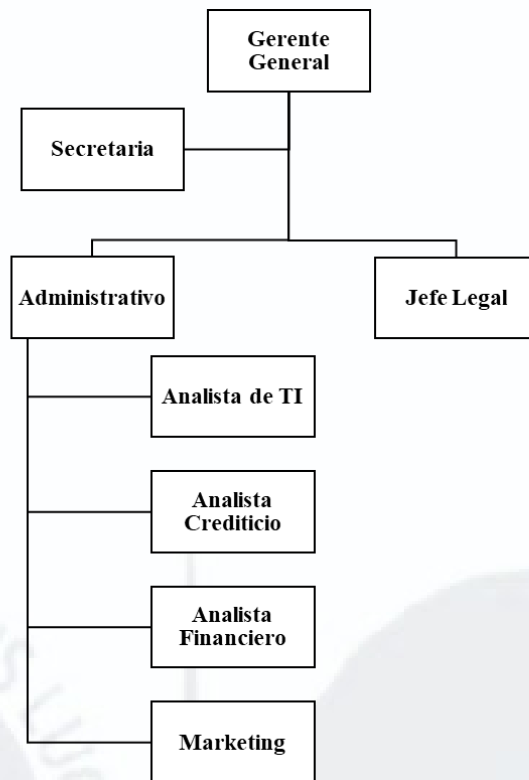 Gerente
General
Secretaria
Administrativo
Jefe Legal
Analista de TI
Analista
Crediticio
Analista
Financiero
Marketing